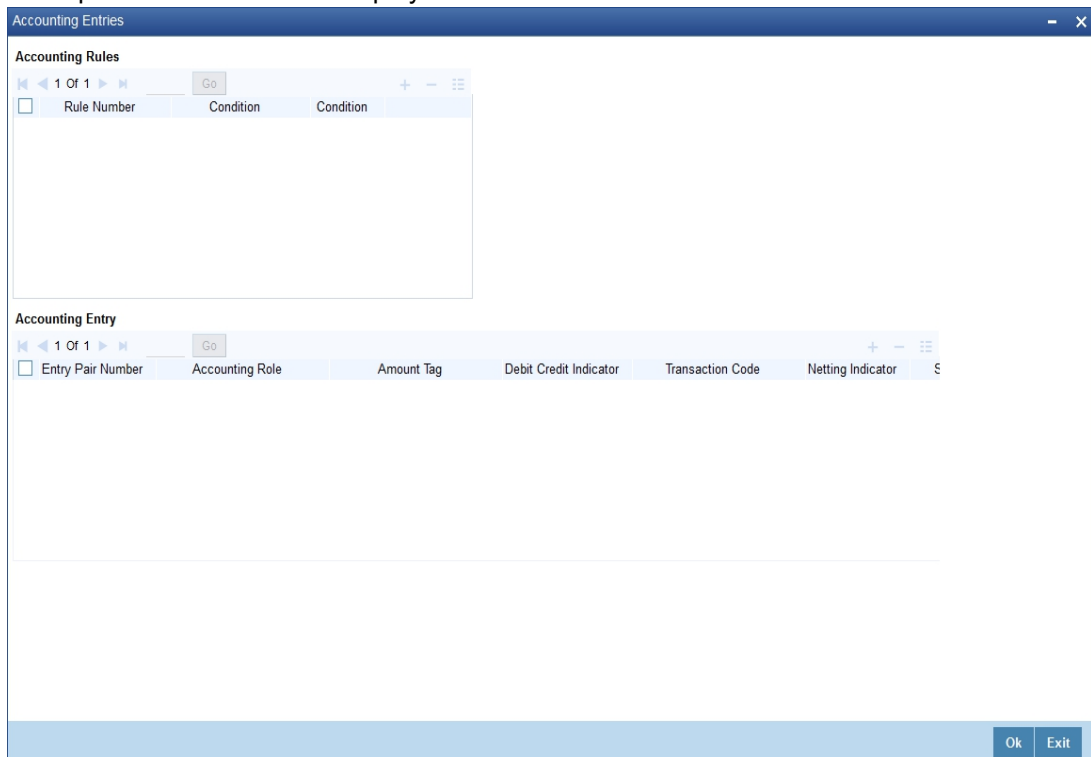 Accounting Entries
Accounting Rules
1 Of 1 Go
Rule Number Condition Condition
Accounting Entry
1 Of 1 Go
Entry Pair Number Accounting Role Amount Tag Debit Credit Indicator Transaction Code Netting Indicator S
Ok Exit